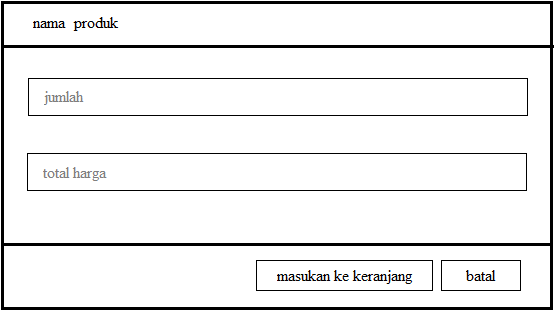 nama produk
jumlah
total harga
masukan ke keranjang
batal